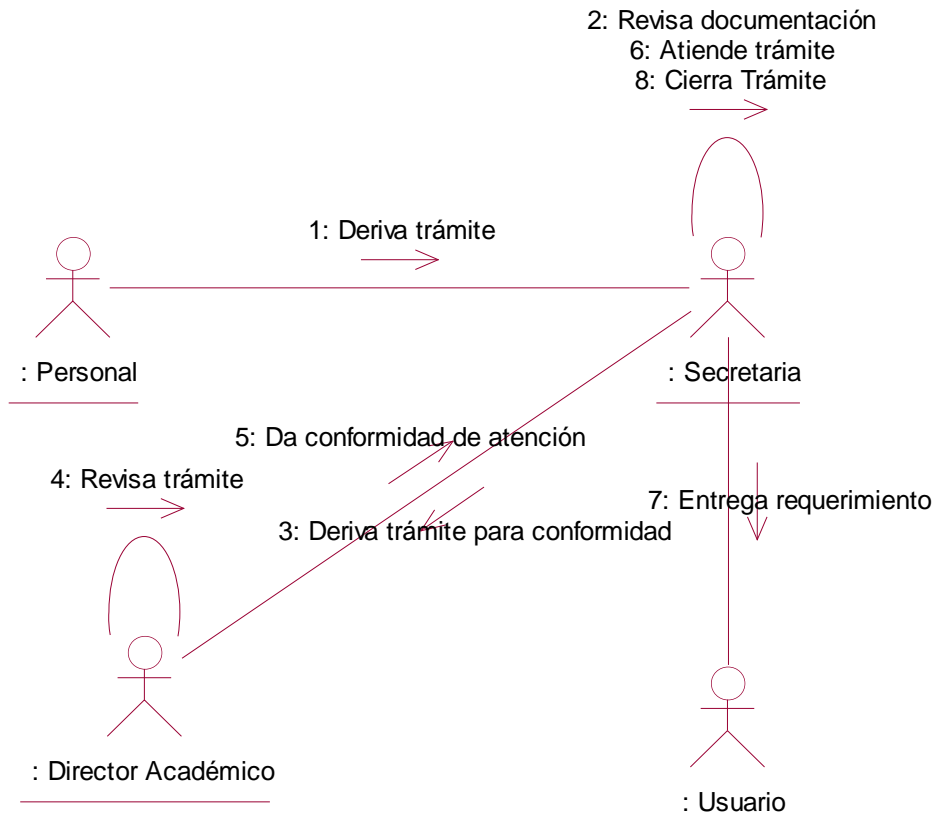 2: Revisa documentación
6: Atiende trámite
8: Cierra Trámite
1: Deriva trámite
: Personal
: Secretaria
5: Da conformidad de atención
4: Revisa trámite
7: Entrega requerimiento
3: Deriva trámite para conformidad
: Director Académico
: Usuario